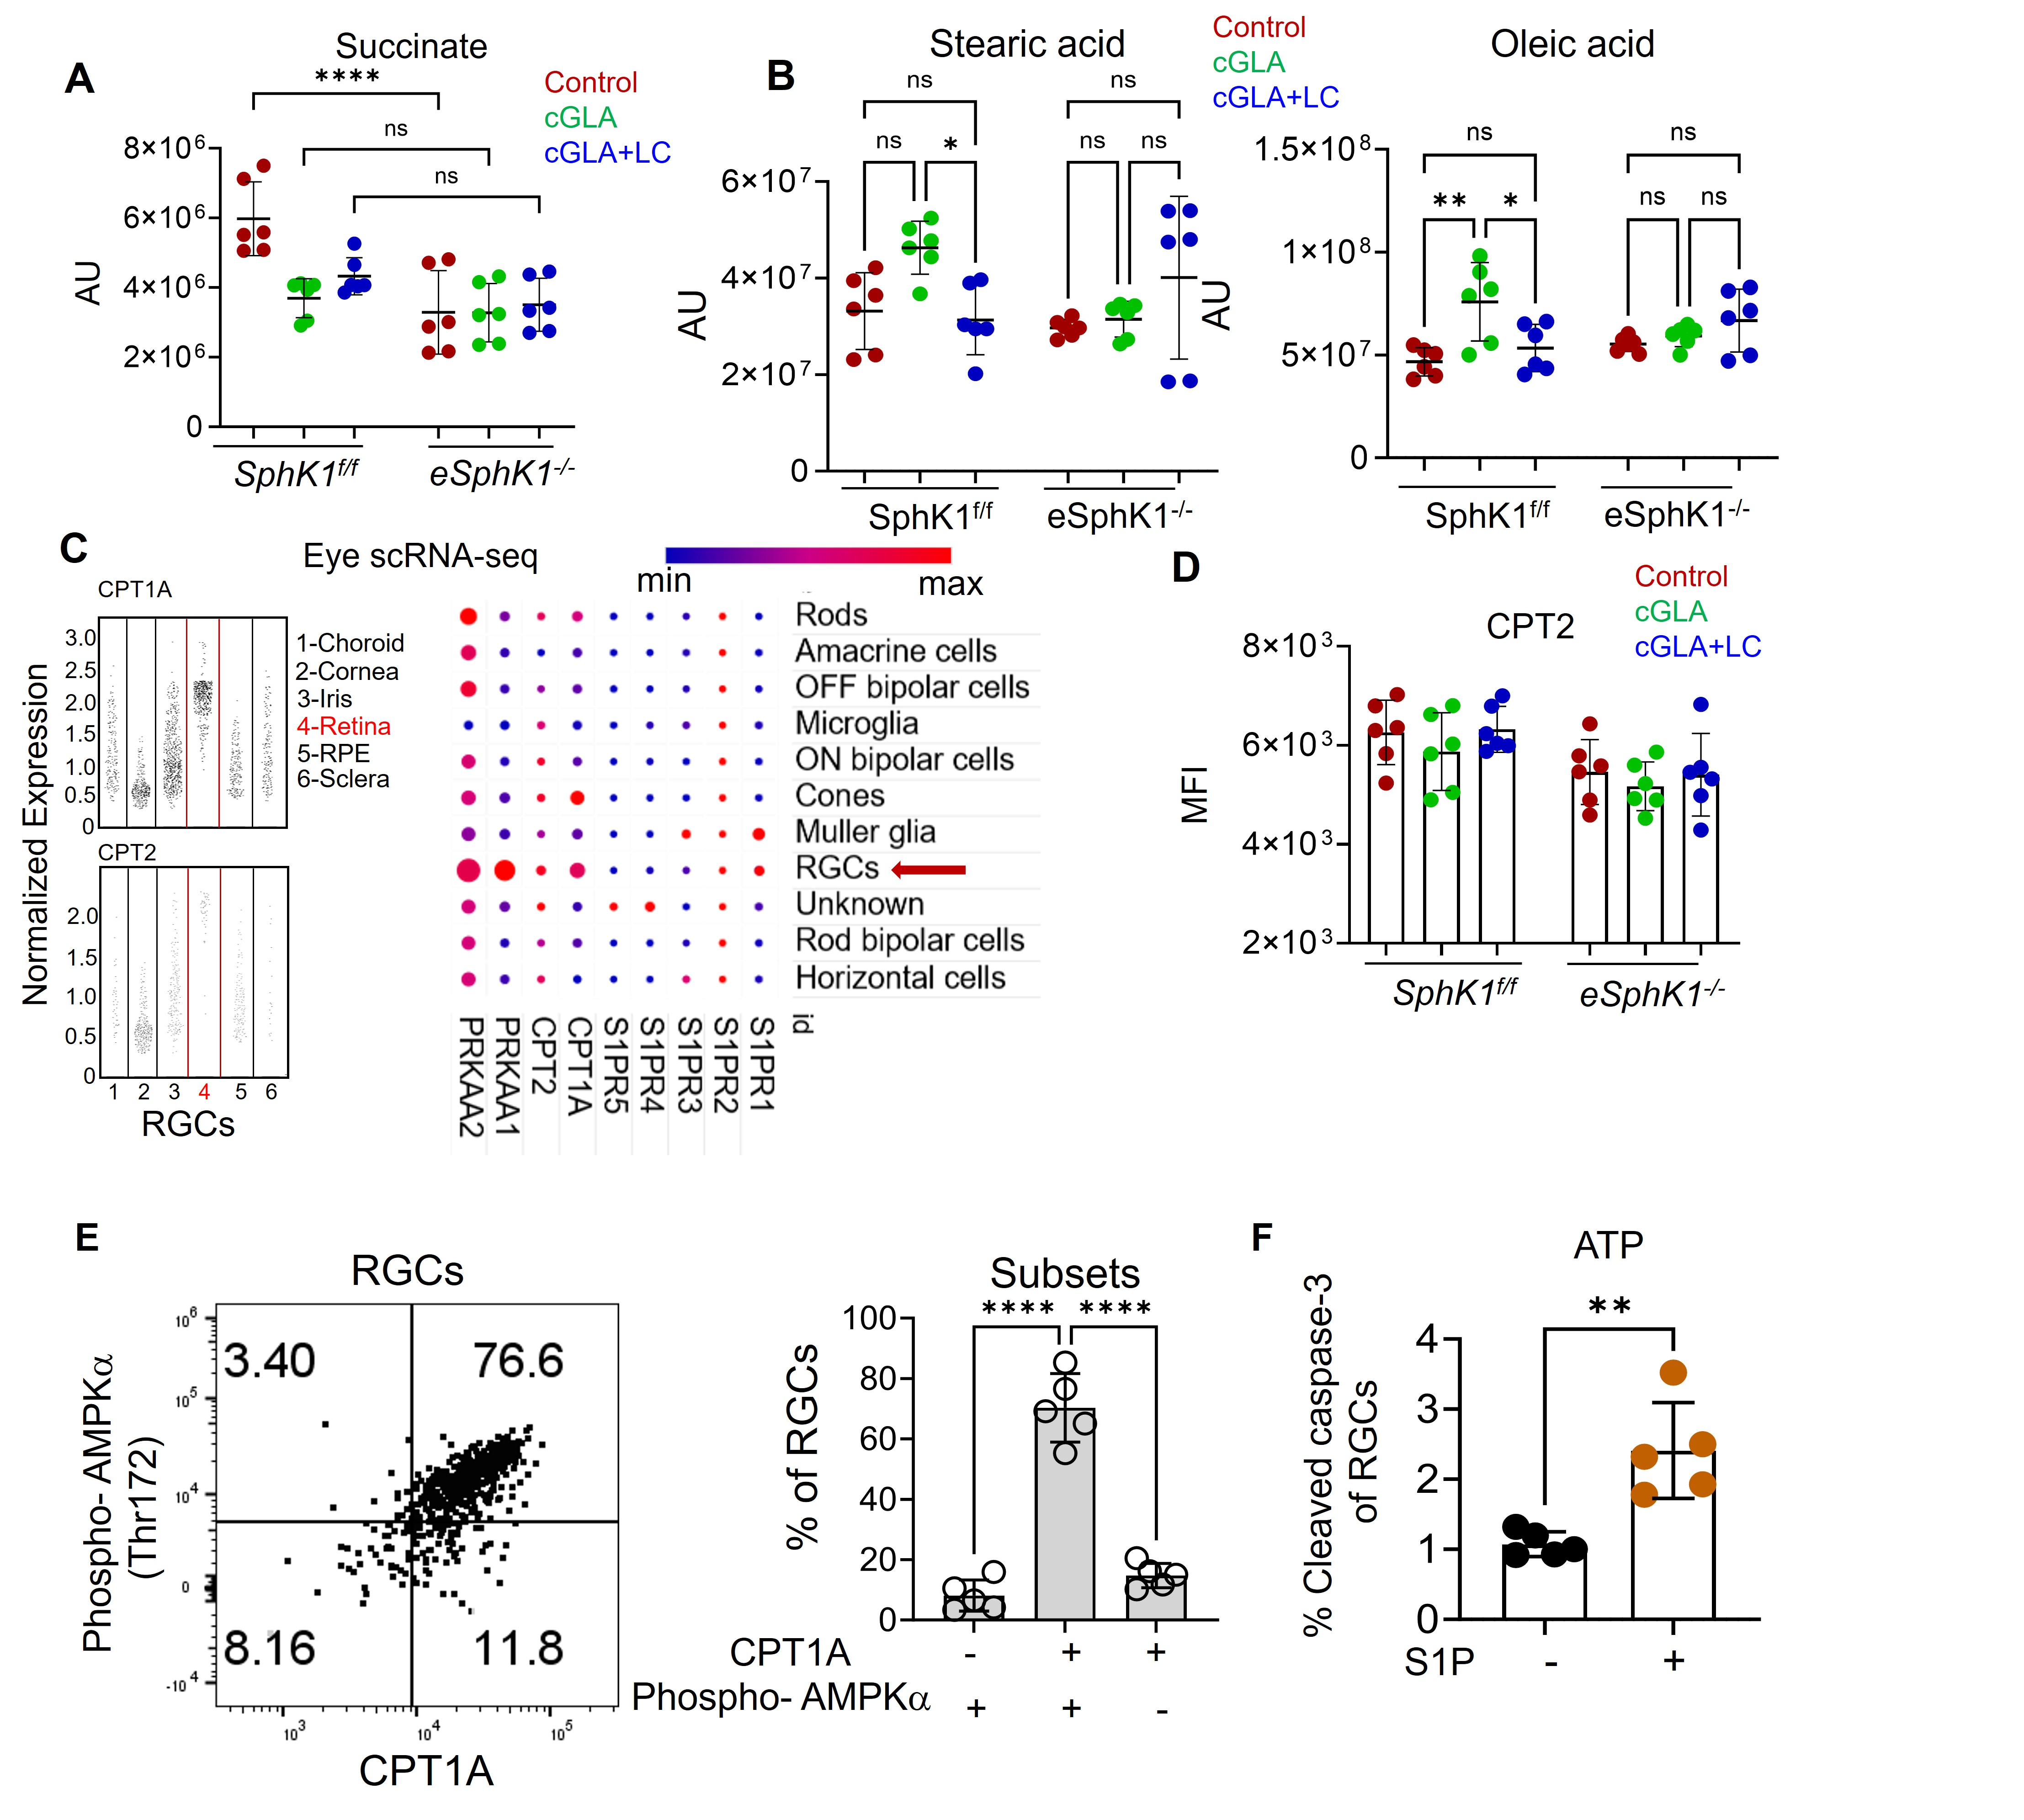 A
Succinate
****
ns
ns
Control
cGLA
cGLA+LC
AU
8×10⁶
6×10⁶
4×10⁶
2×10⁶
0
SphK1f/f
eSphK1-/-
B
Stearic acid
ns
ns
ns
*
ns
ns
AU
6×10⁷
4×10⁷
2×10⁷
0
SphK1f/f
eSphK1-/-
Control
cGLA
cGLA+LC
Oleic acid
ns
ns
**
*
ns
ns
AU
1.5×10⁸
1×10⁸
5×10⁷
0
SphK1f/f
eSphK1-/-
C
Eye scRNA-seq
min
max
Normalized Expression
CPT1A
3.0
2.5
2.0
1.5
1.0
0.5
0
1-Choroid
2-Cornea
3-Iris
4-Retina
5-RPE
6-Sclera
CPT2
2.0
1.5
1.0
0.5
0
1 2 3 4 5 6
RGCs
Rods
Amacrine cells
OFF bipolar cells
Microglia
ON bipolar cells
Cones
Muller glia
RGCs
Unknown
Rod bipolar cells
Horizontal cells
PRKAA2
PRKAA1
CPT2
CPT1A
S1PR5
S1PR4
S1PR3
S1PR2
S1PR1
id
D
CPT2
Control
cGLA
cGLA+LC
MFI
8×10³
6×10³
4×10³
2×10³
SphK1f/f
eSphK1-/-
E
RGCs
Phospho- AMPKα
(Thr172)
10⁶
10⁵
10⁴
0
-10⁴
3.40
76.6
8.16
11.8
10³
10⁴
10⁵
CPT1A
Subsets
**** ****
% of RGCs
100
80
60
40
20
0
CPT1A - + +
Phospho- AMPKα + + -
F
ATP
**
% Cleaved caspase-3
of RGCs
4
3
2
1
0
S1P - +